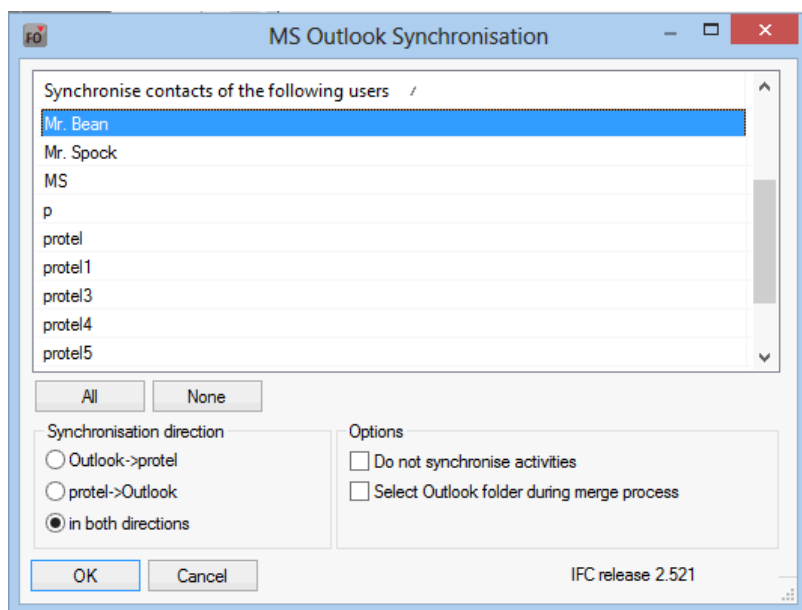 FO
MS Outlook Synchronisation
Synchronise contacts of the following users /
Mr. Bean
Mr. Spock
MS
p
protel
protel1
protel3
protel4
protel5
All None
Synchronisation direction Options
Outlook->protel Do not synchronise activities
protel->Outlook Select Outlook folder during merge process
in both directions
OK Cancel IFC release 2.521